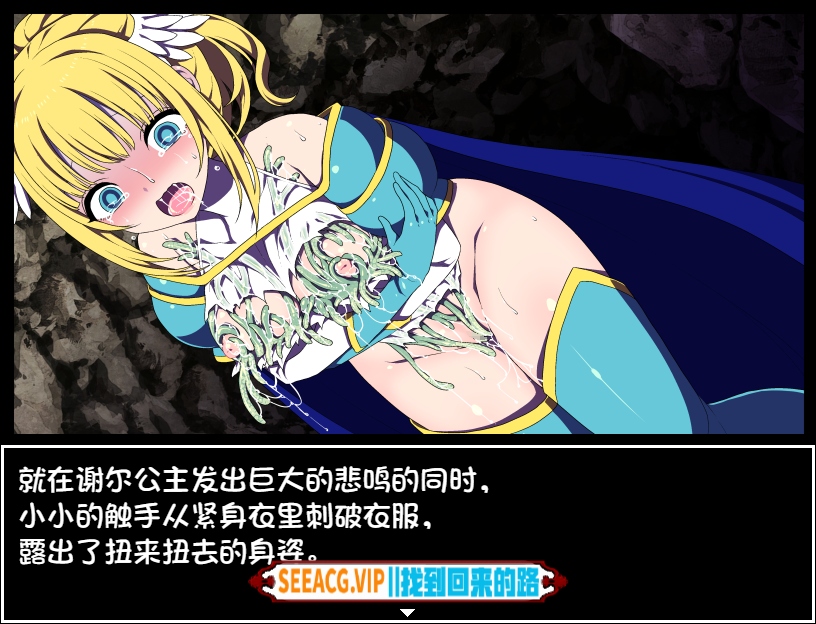 就在谢尔公主发出巨大的悲鸣的同时，
小小的触手从紧身衣里刺破衣服，
露出了扭来扭去的身姿。
SEEACG.VIP||找到回来的路